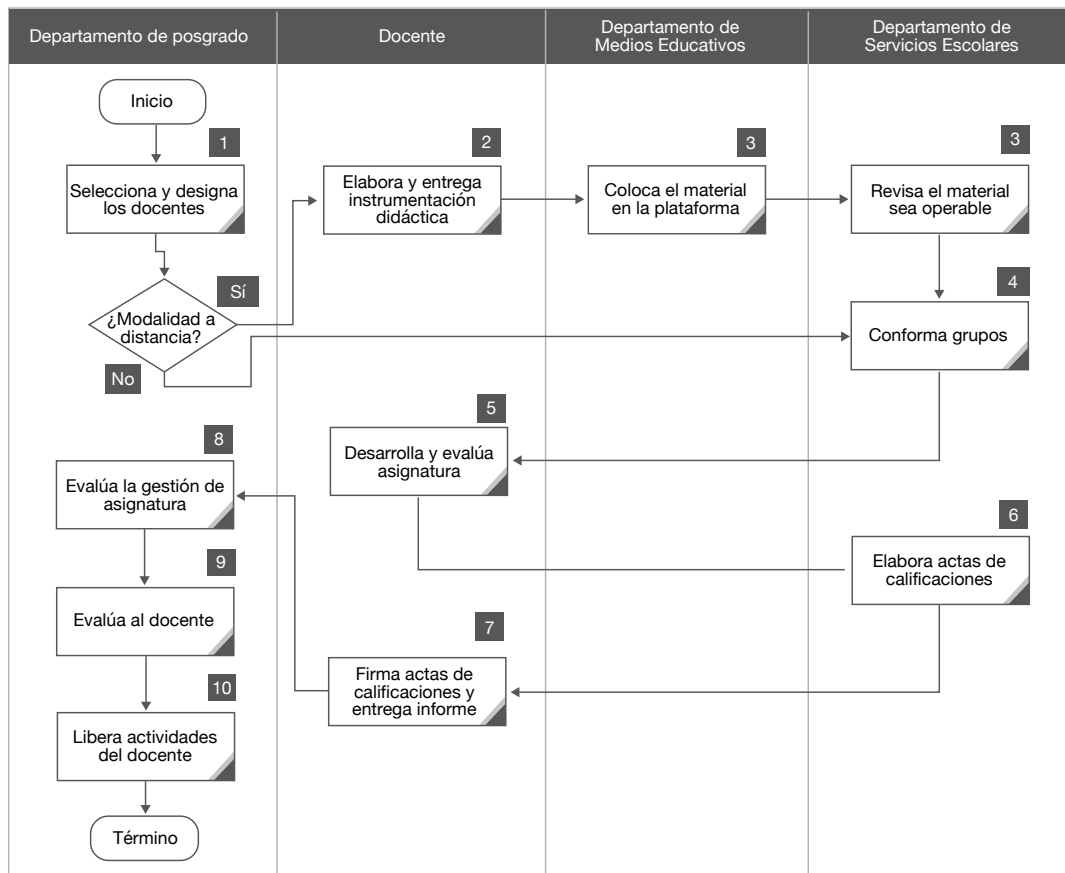 Departamento de posgrado
Docente
Departamento de
Medios Educativos
Departamento de
Servicios Escolares
Inicio
1
Selecciona y designa
los docentes
2
Elabora y entrega
instrumentación
didáctica
3
Coloca el material
en la plataforma
3
Revisa el material
sea operable
¿Modalidad a
distancia?
Sí
No
4
Conforma grupos
5
Desarrolla y evalúa
asignatura
6
Elabora actas de
calificaciones
7
Firma actas de
calificaciones y
entrega informe
8
Evalúa la gestión de
asignatura
9
Evalúa al docente
10
Libera actividades
del docente
Término